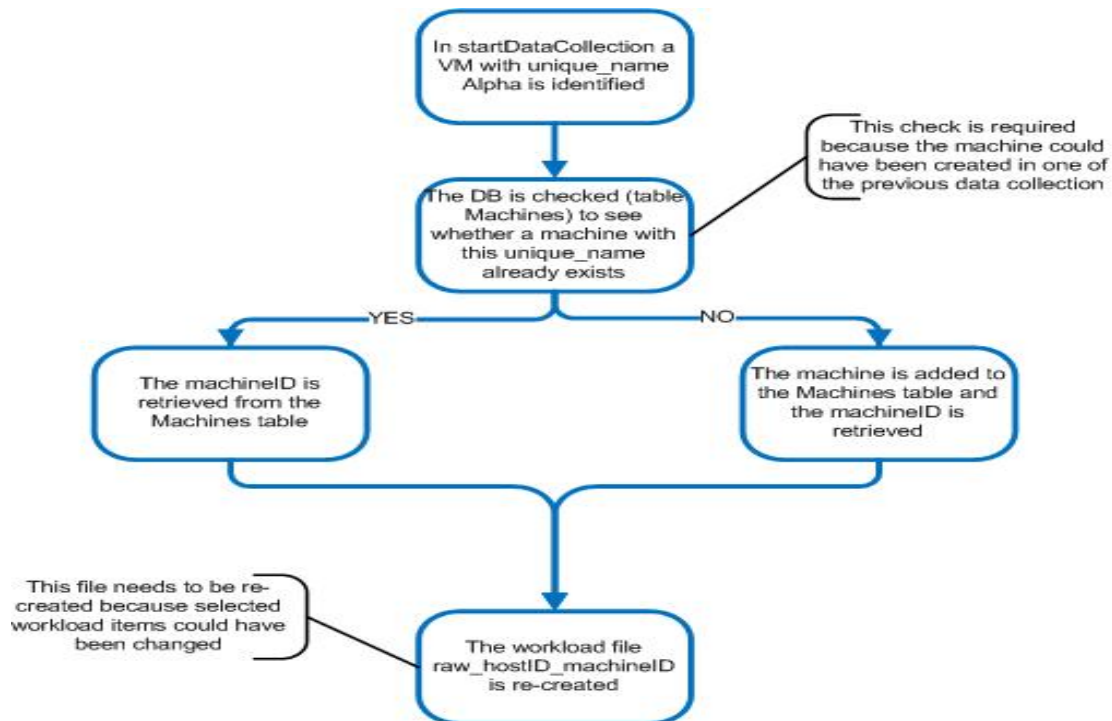 In startDataCollection a
VM with unique_name
Alpha is identified
This check is required
because the machine could
have been created in one of
the previous data collection
The DB is checked (table
Machines) to see
whether a machine with
this unique_name
already exists
YES
NO
The machineID is
retrieved from the
Machines table
The machine is added to
the Machines table and
the machineID is
retrieved
This file needs to be re-
created because selected
workload items could have
been changed
The workload file
raw_hostID_machineID
is re-created